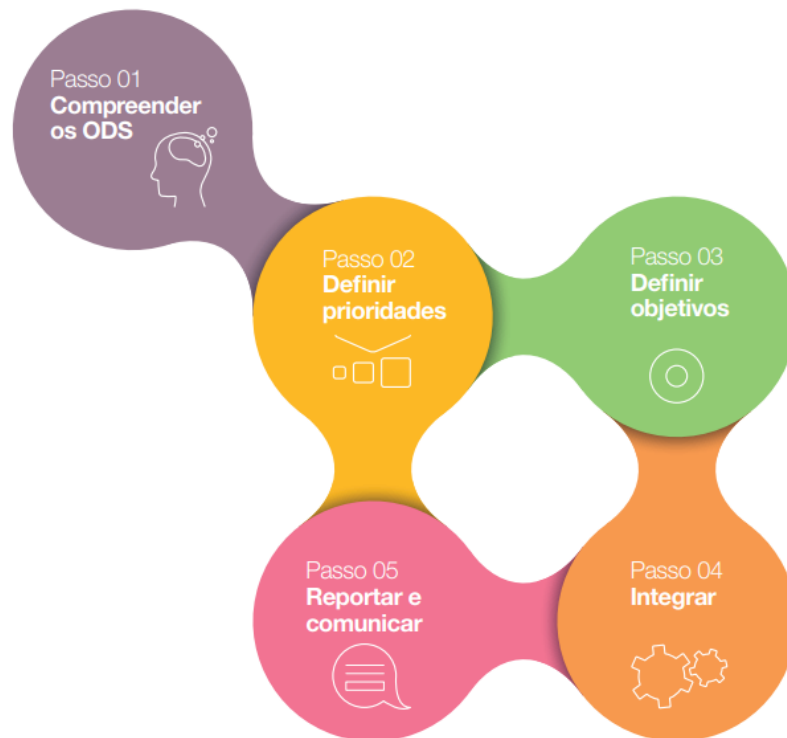 Passo 01
Compreender
os ODS
Passo 02
Definir
prioridades
Passo 03
Definir
objetivos
Passo 04
Integrar
Passo 05
Reportar e
comunicar